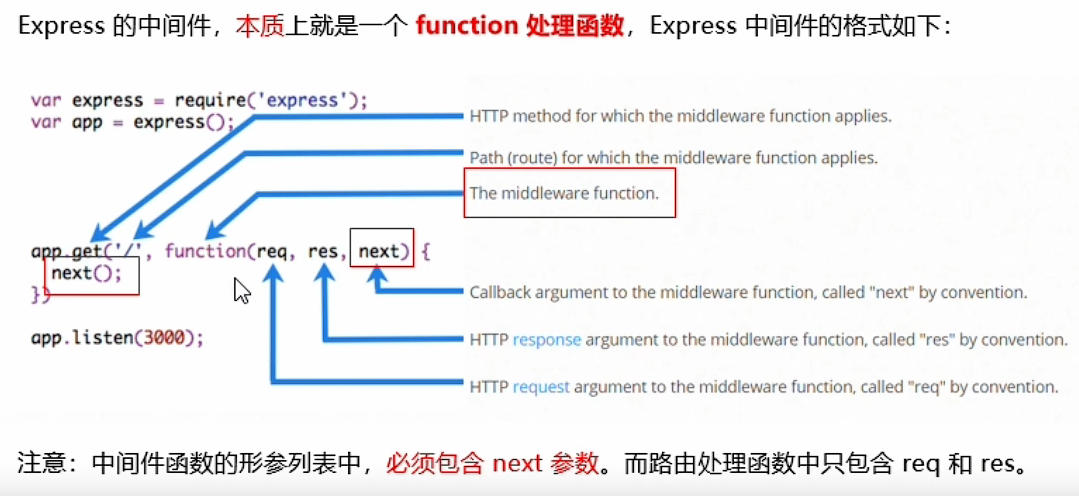 Express 的中间件，本质上就是一个 function 处理函数，Express 中间件的格式如下：
var express = require('express');
var app = express();
HTTP method for which the middleware function applies.
Path (route) for which the middleware function applies.
The middleware function.
app.get('/', function(req, res, next) {
next();
})
Callback argument to the middleware function, called "next" by convention.
app.listen(3000);
HTTP response argument to the middleware function, called "res" by convention.
HTTP request argument to the middleware function, called "req" by convention.
注意：中间件函数的形参列表中，必须包含 next 参数。而路由处理函数中只包含 req 和 res。